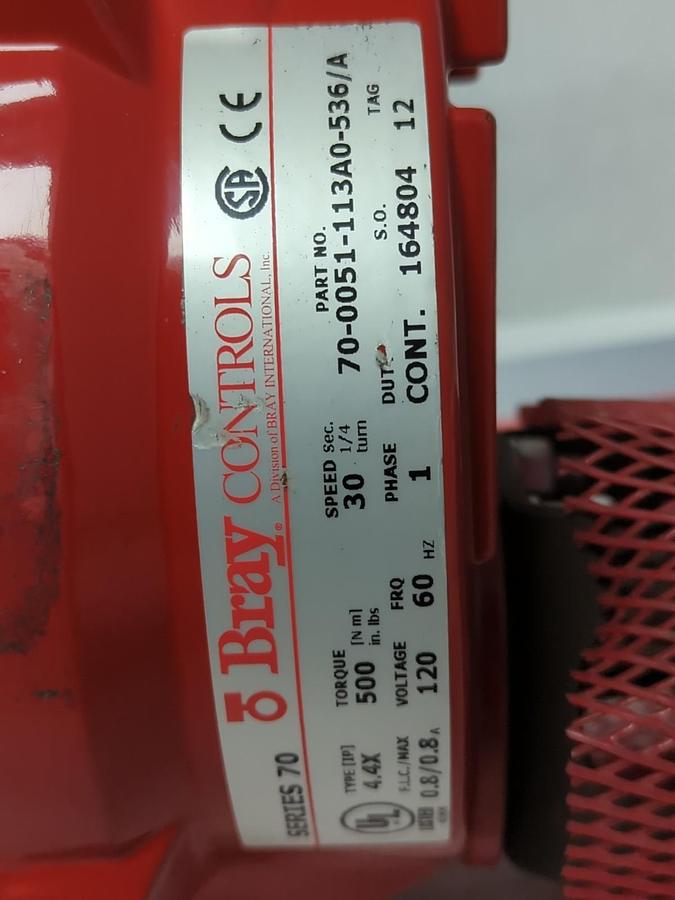 SERIES 70
Bray® CONTROLS
A Division of BRAY INTERNATIONAL, Inc.
SA CE
TYPE [IP] TORQUE SPEED Sec. PART NO.
4.4X 500 [N m] in. lbs 30 1/4 turn 70-0051-113A0-536/A
F.L.C./MAX VOLTAGE FRQ PHASE S.O. TAG
UL 0.8/0.8 A 120 60 HZ 1 CONT. 164804 12